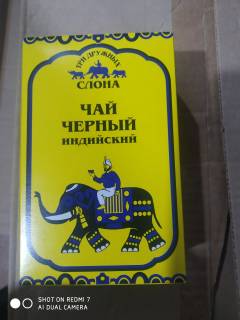 ТРИ ДРУЖНЫХ
СЛОНА
ЧАЙ
ЧЕРНЫЙ
ИНДИЙСКИЙ
SHOT ON REDMI 7
AI DUAL CAMERA